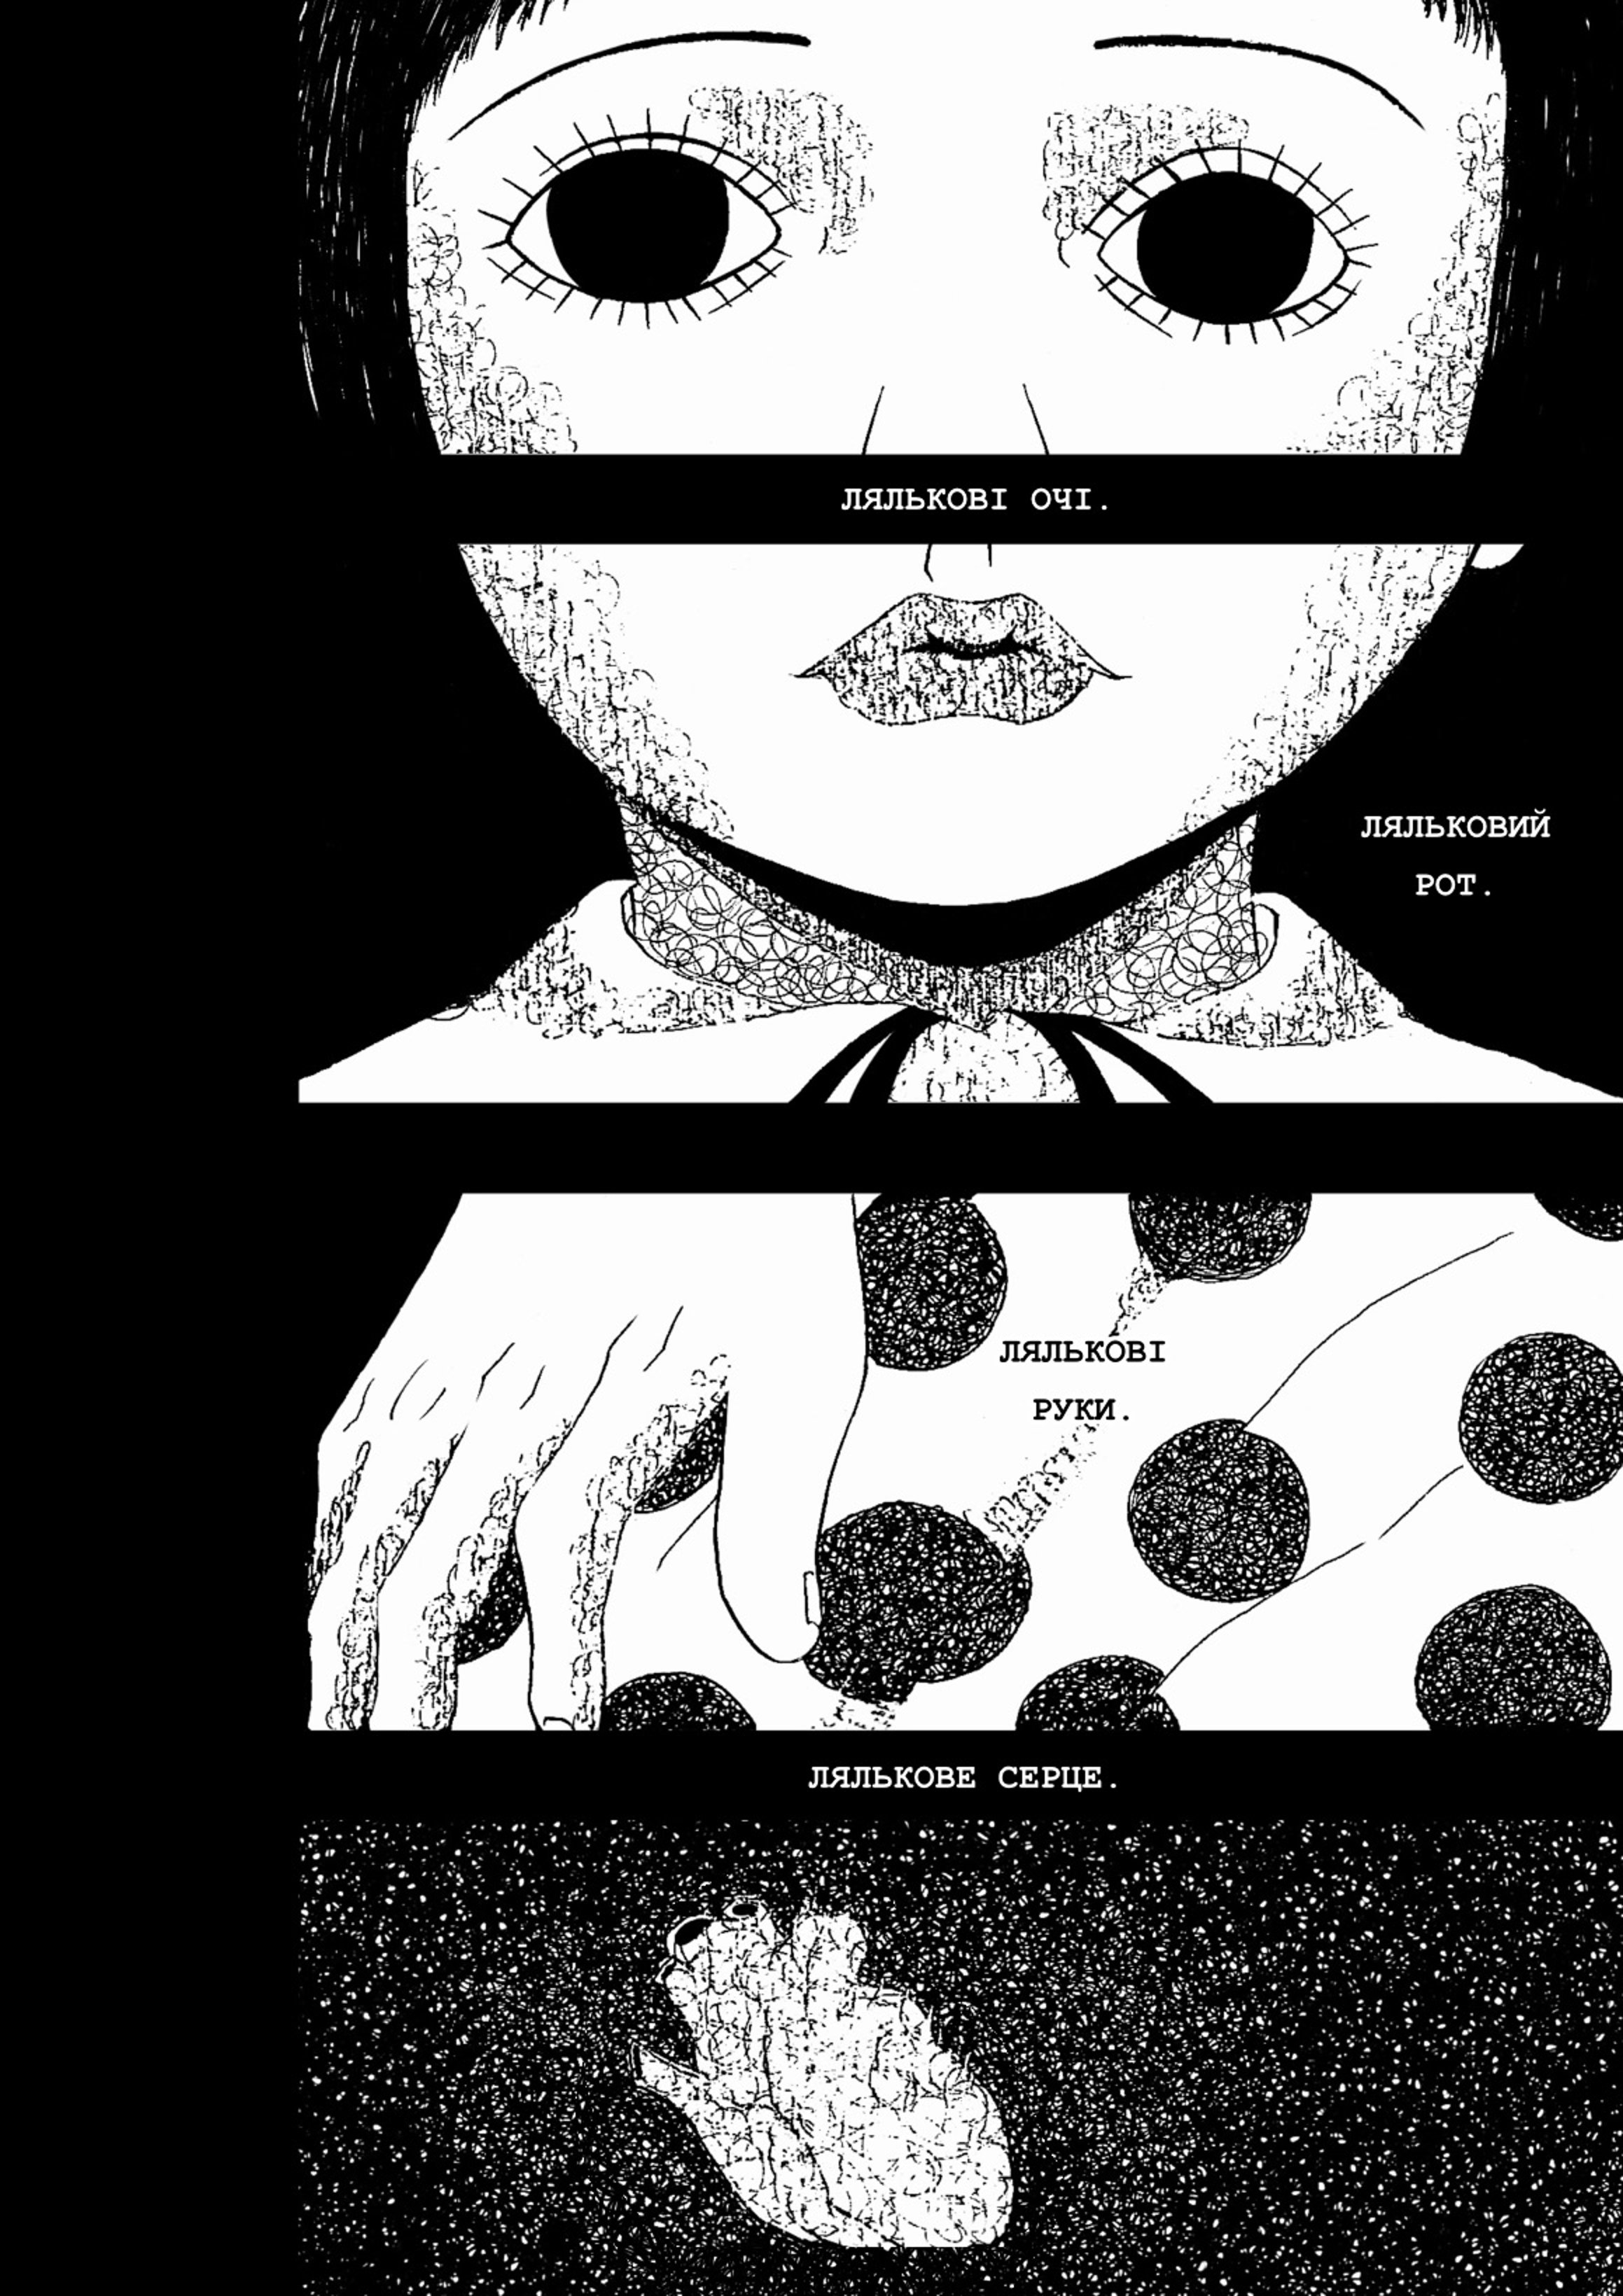 ЛЯЛЬКОВІ ОЧІ.
ЛЯЛЬКОВИЙ
РОТ.
ЛЯЛЬКОВІ
РУКИ.
ЛЯЛЬКОВЕ СЕРЦЕ.